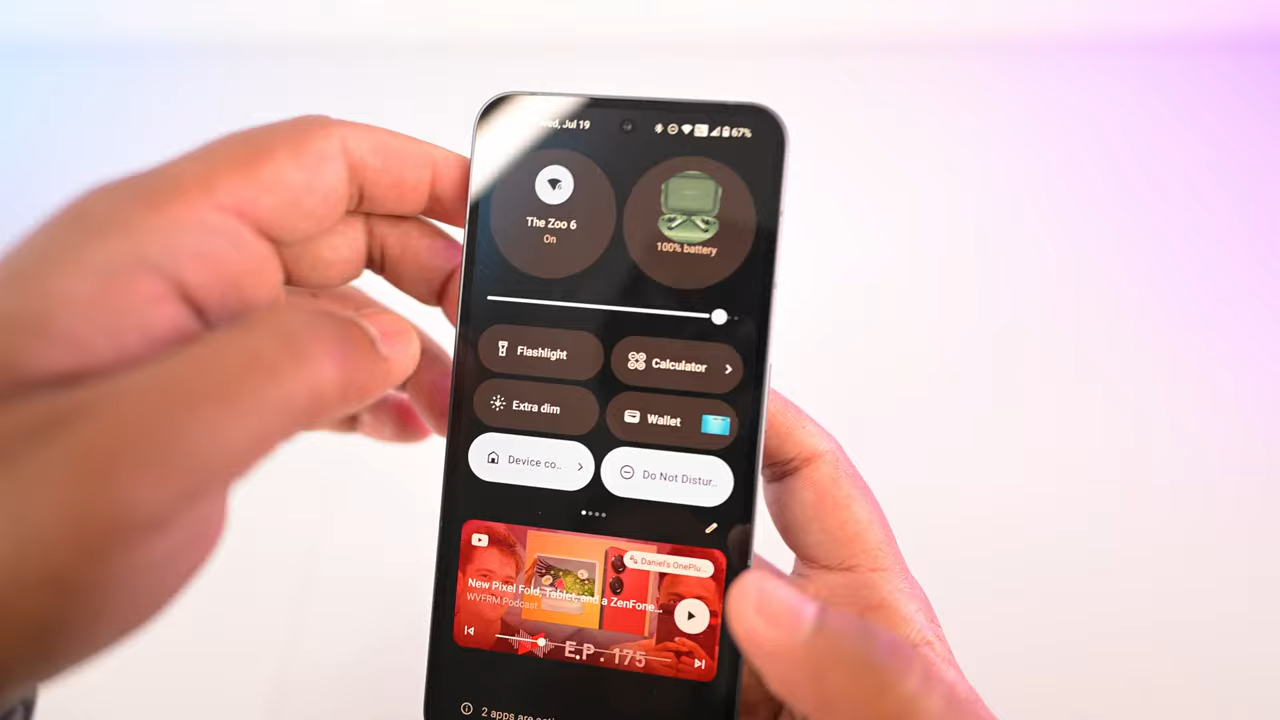 Wed, Jul 19
67%
The Zoo 6
On
100% battery
Flashlight
Calculator
Extra dim
Wallet
Device co..
Do Not Distur..
Daniel's OnePlu...
New Pixel Fold, Tablet, and a ZenFone...
WVFRM Podcast
E.P. 175
2 apps are